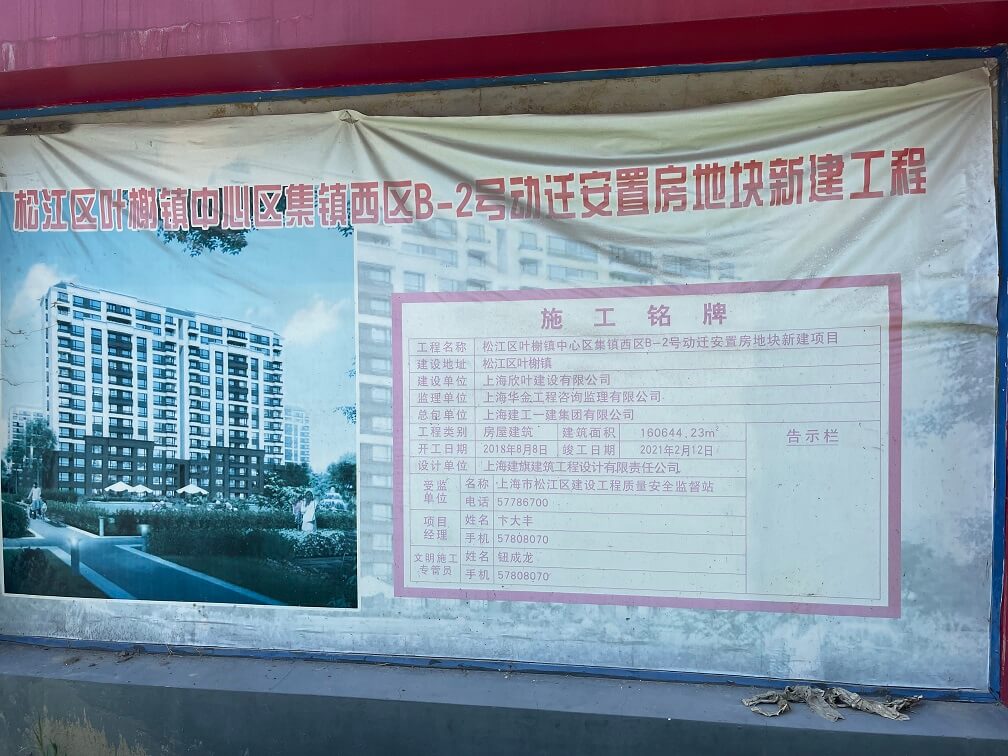 松江区叶榭镇中心区集镇西区B-2号动迁安置房地块新建工程
施工铭牌
工程名称 松江区叶榭镇中心区集镇西区B-2号动迁安置房地块新建项目
建设地址 松江区叶榭镇
建设单位 上海欣叶建设有限公司
监理单位 上海华金工程咨询监理有限公司
总包单位 上海建工一建集团有限公司
工程类别 房屋建筑 建筑面积 160644.23m² 告示栏
开工日期 2018年8月8日 竣工日期 2021年2月12日
设计单位 上海建旗建筑工程设计有限责任公司
受监单位 名称 上海市松江区建设工程质量安全监督站
电话 57786700
项目经理 姓名 卞大丰
手机 57808070
文明施工专管员 姓名 钮成龙
手机 57808070